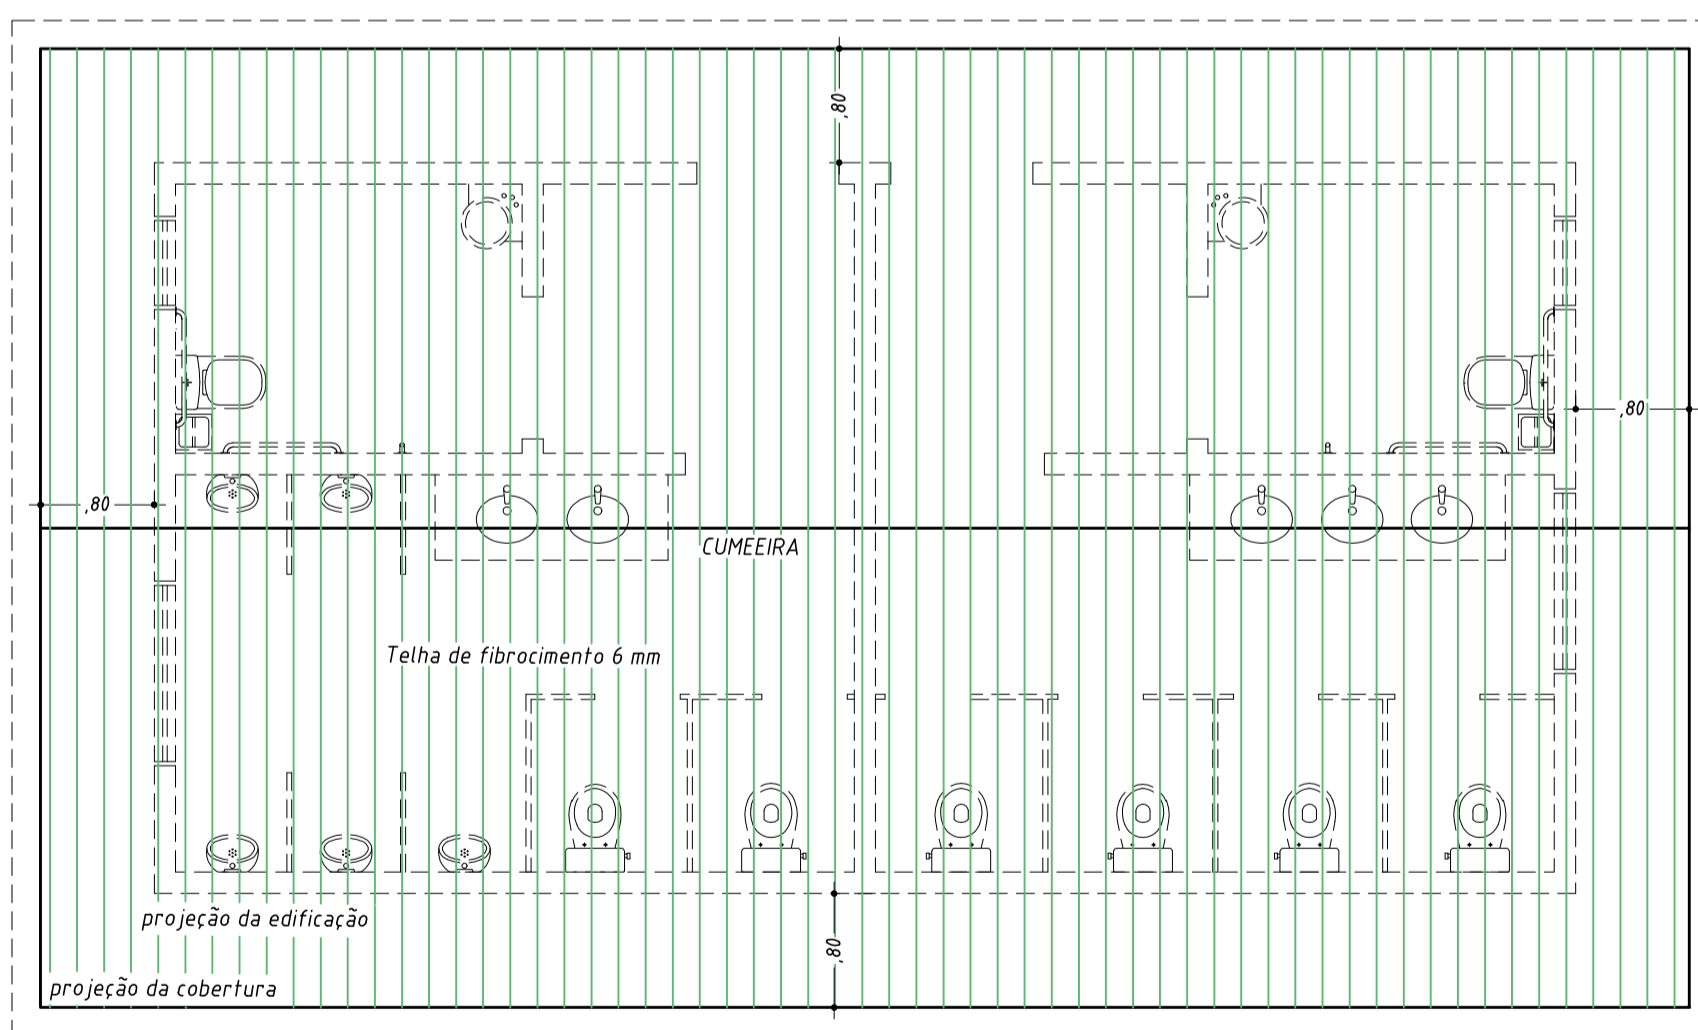 ,80
,80
,80
CUMEEIRA
Telha de fibrocimento 6 mm
projeção da edificação
,80
projeção da cobertura